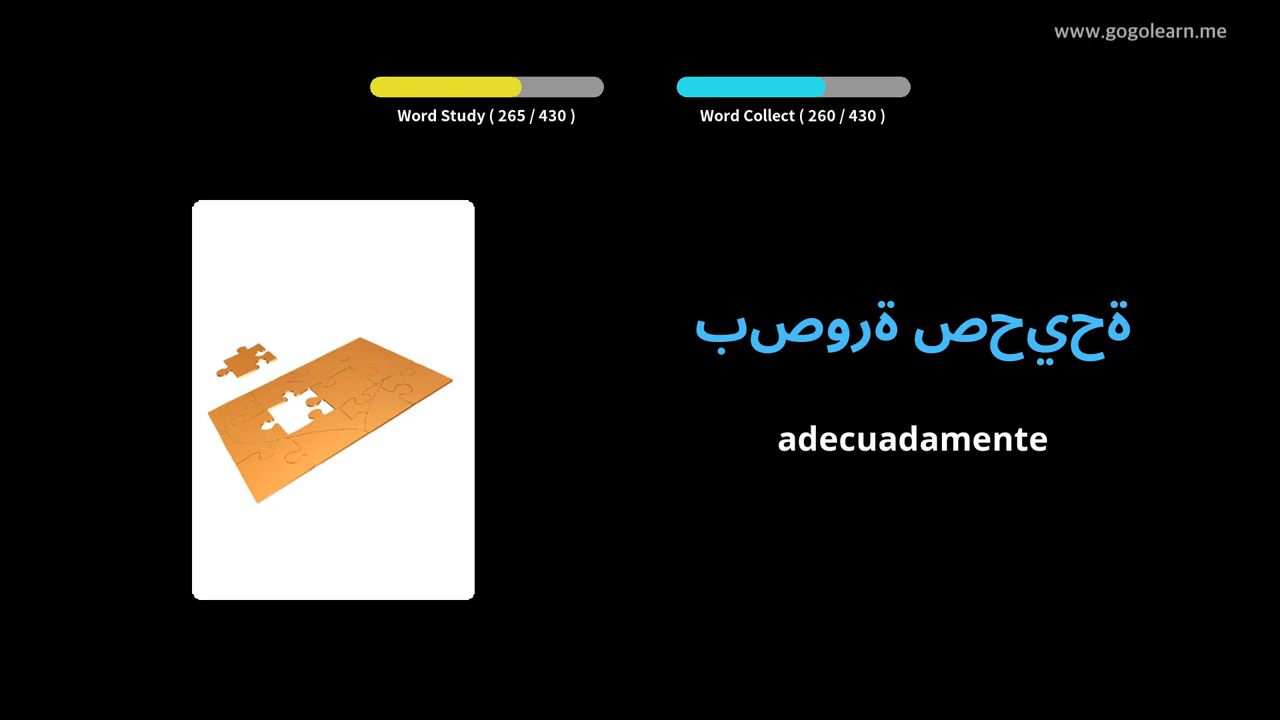 www.gogolearn.me
Word Study ( 265 / 430 )
Word Collect ( 260 / 430 )
بصورة صحيحة
adecuadamente